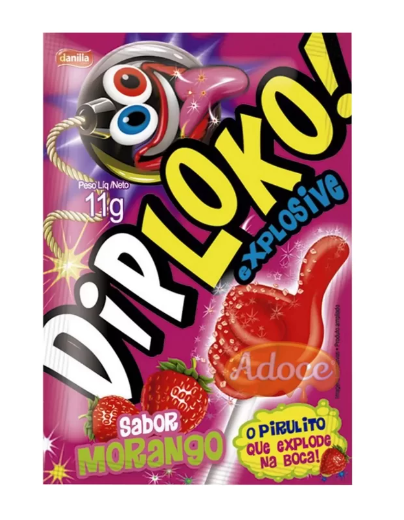 danilla
Peso Líq./Neto
11g
DIPLOKO!
EXPLOSIVE
Adoce
SABOR
MORANGO
O PIRULITO
QUE EXPLODE
NA BOCA!